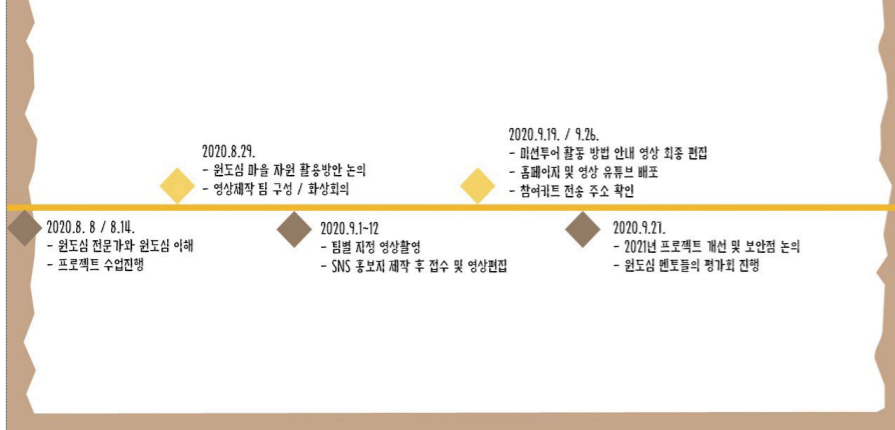 2020.8. 8 / 8.14.
- 원도심 전문가와 원도심 이해
- 프로젝트 수업진행
2020.8.29.
- 원도심 마을 자원 활용방안 논의
- 영상제작 팀 구성 / 화상회의
2020.9.1~12
- 팀별 지정 영상촬영
- SNS 홍보지 제작 후 접수 및 영상편집
2020.9.19. / 9.26.
- 미션투어 활동 방법 안내 영상 최종 편집
- 홈페이지 및 영상 유튜브 배포
- 참여키트 전송 주소 확인
2020.9.27.
- 2021년 프로젝트 개선 및 보안점 논의
- 원도심 멘토들의 평가회 진행